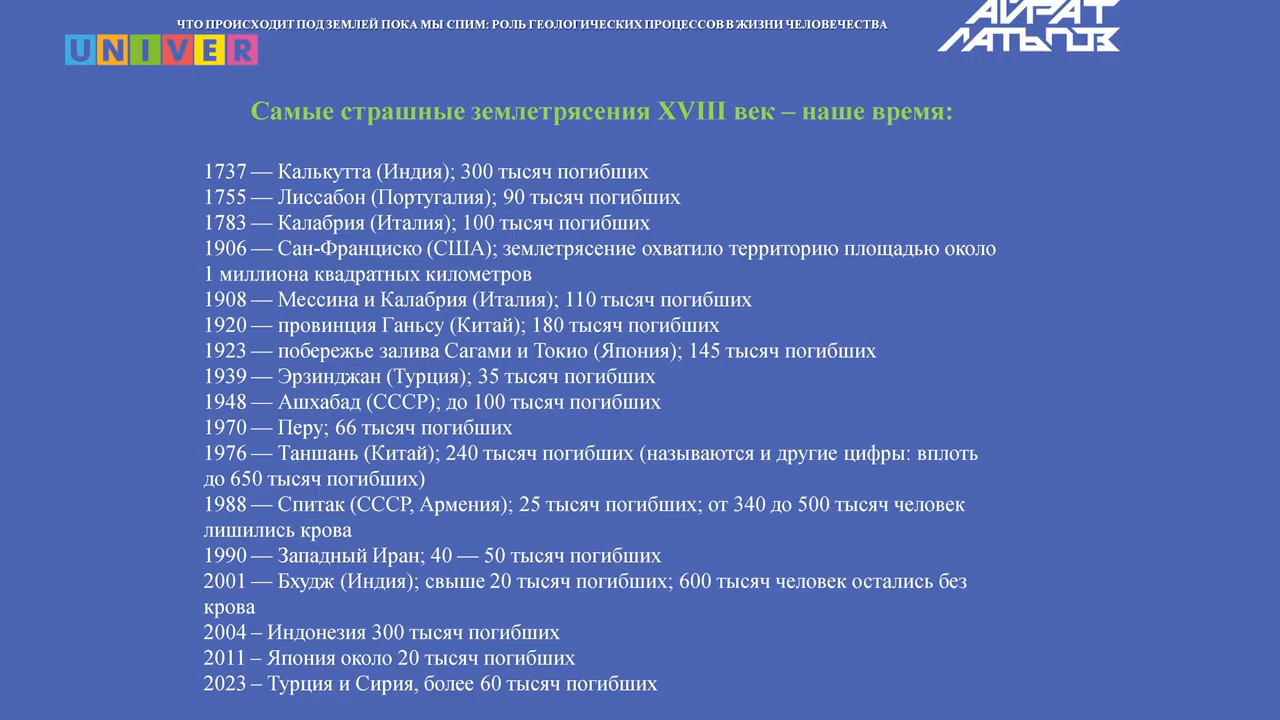 ЧТО ПРОИСХОДИТ ПОД ЗЕМЛЕЙ ПОКА МЫ СПИМ: РОЛЬ ГЕОЛОГИЧЕСКИХ ПРОЦЕССОВ В ЖИЗНИ ЧЕЛОВЕЧЕСТВА
АЙРАТ
ЛАТЫПОВ
UNIVER
Самые страшные землетрясения XVIII век – наше время:
1737 — Калькутта (Индия); 300 тысяч погибших
1755 — Лиссабон (Португалия); 90 тысяч погибших
1783 — Калабрия (Италия); 100 тысяч погибших
1906 — Сан-Франциско (США); землетрясение охватило территорию площадью около
1 миллиона квадратных километров
1908 — Мессина и Калабрия (Италия); 110 тысяч погибших
1920 — провинция Ганьсу (Китай); 180 тысяч погибших
1923 — побережье залива Сагами и Токио (Япония); 145 тысяч погибших
1939 — Эрзинджан (Турция); 35 тысяч погибших
1948 — Ашхабад (СССР); до 100 тысяч погибших
1970 — Перу; 66 тысяч погибших
1976 — Таншань (Китай); 240 тысяч погибших (называются и другие цифры: вплоть
до 650 тысяч погибших)
1988 — Спитак (СССР, Армения); 25 тысяч погибших; от 340 до 500 тысяч человек
лишились крова
1990 — Западный Иран; 40 — 50 тысяч погибших
2001 — Бхудж (Индия); свыше 20 тысяч погибших; 600 тысяч человек остались без
крова
2004 – Индонезия 300 тысяч погибших
2011 – Япония около 20 тысяч погибших
2023 – Турция и Сирия, более 60 тысяч погибших